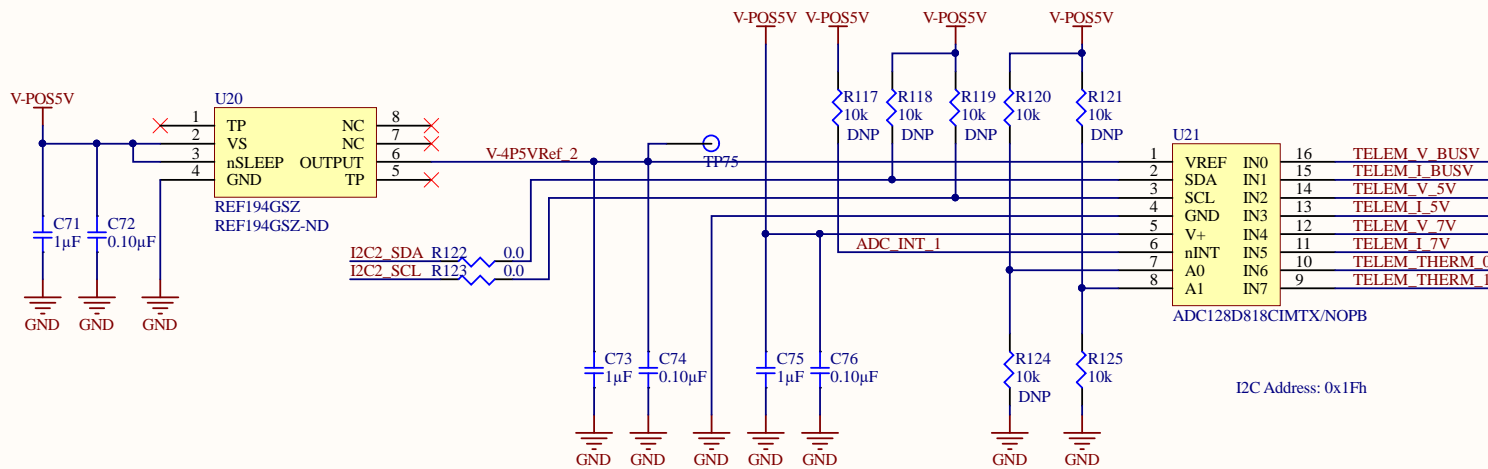 V-POS5V
V-POS5V
V-POS5V
V-POS5V
V-POS5V
U20
1 TP NC 8
2 VS NC 7
3 nSLEEP OUTPUT 6
4 GND TP 5
REF194GSZ
REF194GSZ-ND
C71
1µF
C72
0.10µF
GND
GND
GND
V-4P5VRef_2
TP75
I2C2_SDA R122 0.0
I2C2_SCL R123 0.0
R117
10k
DNP
R118
10k
R119
10k
DNP
R120
10k
R121
10k
DNP
ADC_INT_1
U21
1 VREF IN0 16 TELEM_V_BUSV
2 SDA IN1 15 TELEM_I_BUSV
3 SCL IN2 14 TELEM_V_5V
4 GND IN3 13 TELEM_I_5V
5 V+ IN4 12 TELEM_V_7V
6 nINT IN5 11 TELEM_I_7V
7 A0 IN6 10 TELEM_THERM_0
8 A1 IN7 9 TELEM_THERM_1
ADC128D818CIMTX/NOPB
C73
1µF
C74
0.10µF
C75
1µF
C76
0.10µF
R124
10k
DNP
R125
10k
I2C Address: 0x1Fh
GND
GND
GND
GND
GND
GND
GND